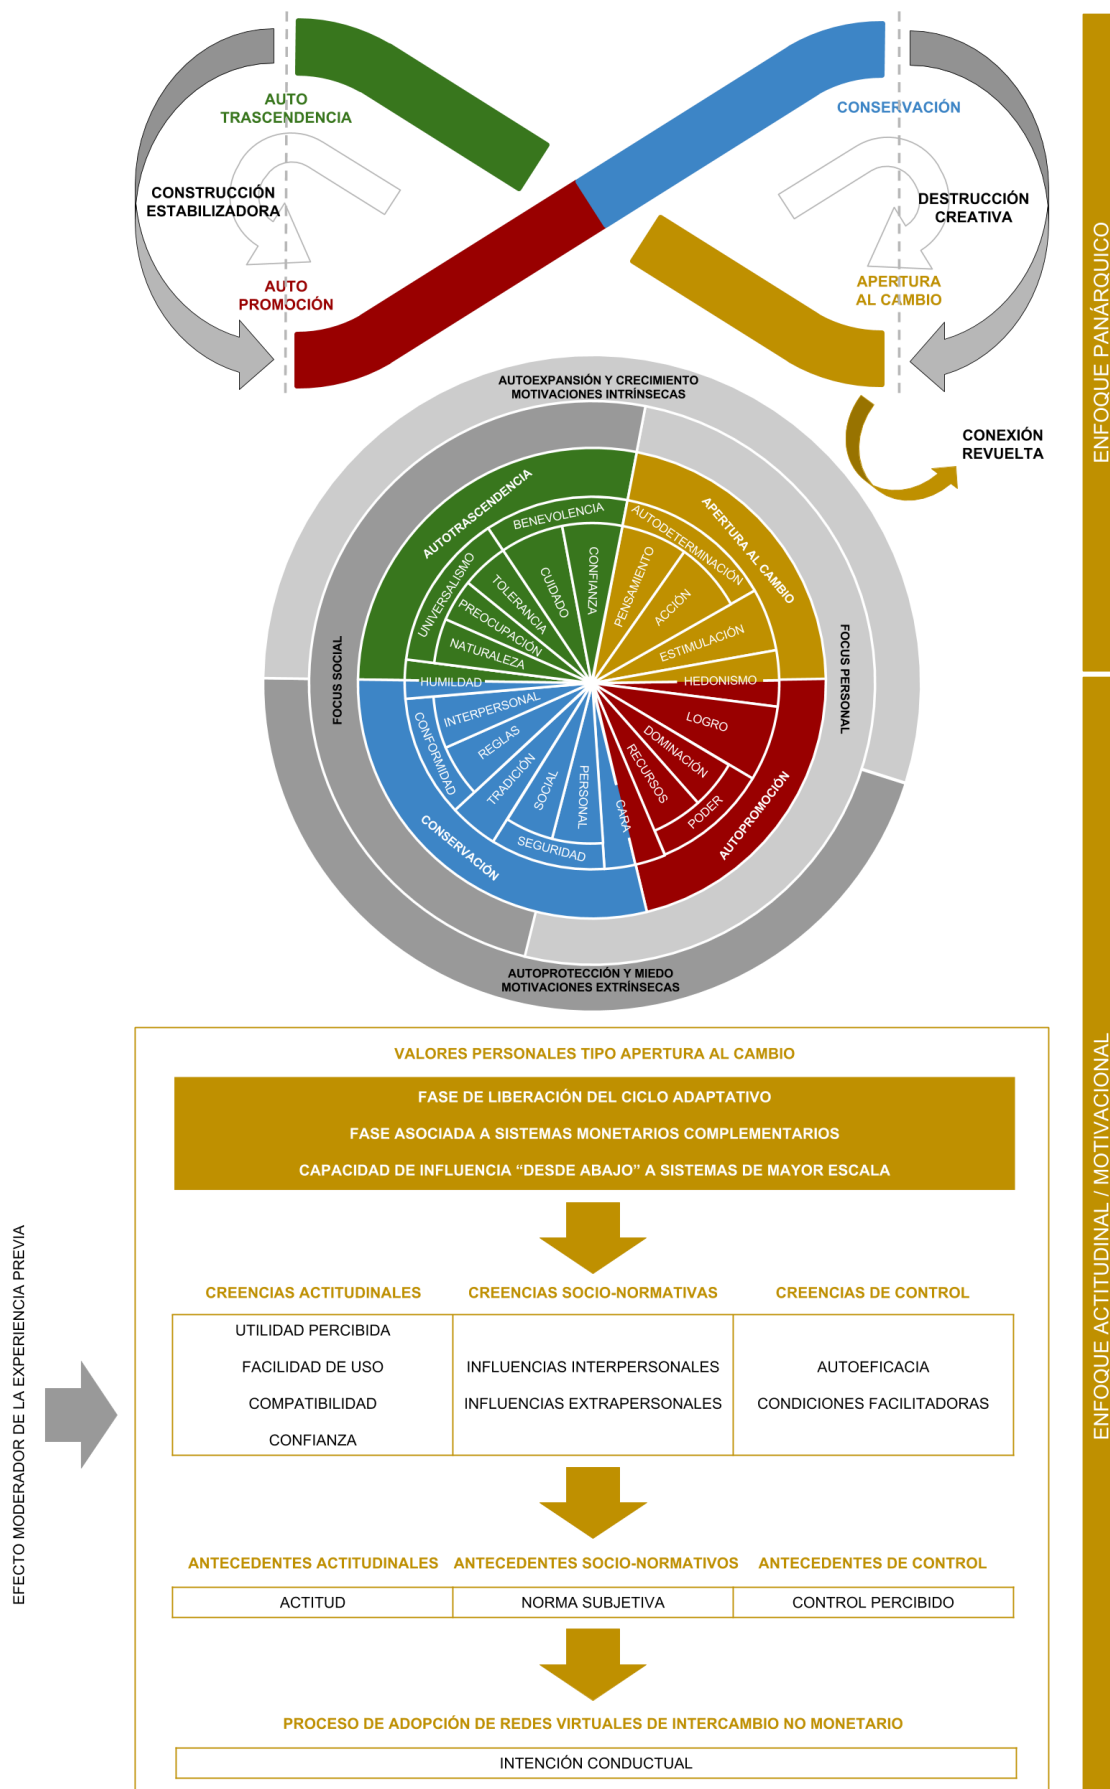 AUTO
TRASCENDENCIA
CONSERVACIÓN
CONSTRUCCIÓN
ESTABILIZADORA
DESTRUCCIÓN
CREATIVA
AUTO
PROMOCIÓN
APERTURA
AL CAMBIO
ENFOQUE PANÁRQUICO
AUTOEXPANSIÓN Y CRECIMIENTO
MOTIVACIONES INTRÍNSECAS
CONEXIÓN
REVUELTA
AUTOTRASCENDENCIA
BENEVOLENCIA
UNIVERSALISMO
CONFIANZA
CUIDADO
TOLERANCIA
PREOCUPACIÓN
NATURALEZA
HUMILDAD
APERTURA AL CAMBIO
AUTODETERMINACIÓN
PENSAMIENTO
ACCIÓN
ESTIMULACIÓN
HEDONISMO
FOCUS SOCIAL
FOCUS PERSONAL
INTERPERSONAL
REGLAS
CONFORMIDAD
TRADICIÓN
SOCIAL
PERSONAL
SEGURIDAD
CARA
CONSERVACIÓN
LOGRO
DOMINACIÓN
RECURSOS
PODER
AUTOPROMOCIÓN
AUTOPROTECCIÓN Y MIEDO
MOTIVACIONES EXTRÍNSECAS
ENFOQUE ACTITUDINAL / MOTIVACIONAL
VALORES PERSONALES TIPO APERTURA AL CAMBIO
FASE DE LIBERACIÓN DEL CICLO ADAPTATIVO
FASE ASOCIADA A SISTEMAS MONETARIOS COMPLEMENTARIOS
CAPACIDAD DE INFLUENCIA “DESDE ABAJO” A SISTEMAS DE MAYOR ESCALA
EFECTO MODERADOR DE LA EXPERIENCIA PREVIA
CREENCIAS ACTITUDINALES
CREENCIAS SOCIO-NORMATIVAS
CREENCIAS DE CONTROL
UTILIDAD PERCIBIDA
FACILIDAD DE USO
COMPATIBILIDAD
CONFIANZA
INFLUENCIAS INTERPERSONALES
INFLUENCIAS EXTRAPERSONALES
AUTOEFICACIA
CONDICIONES FACILITADORAS
ANTECEDENTES ACTITUDINALES
ANTECEDENTES SOCIO-NORMATIVOS
ANTECEDENTES DE CONTROL
ACTITUD
NORMA SUBJETIVA
CONTROL PERCIBIDO
PROCESO DE ADOPCIÓN DE REDES VIRTUALES DE INTERCAMBIO NO MONETARIO
INTENCIÓN CONDUCTUAL